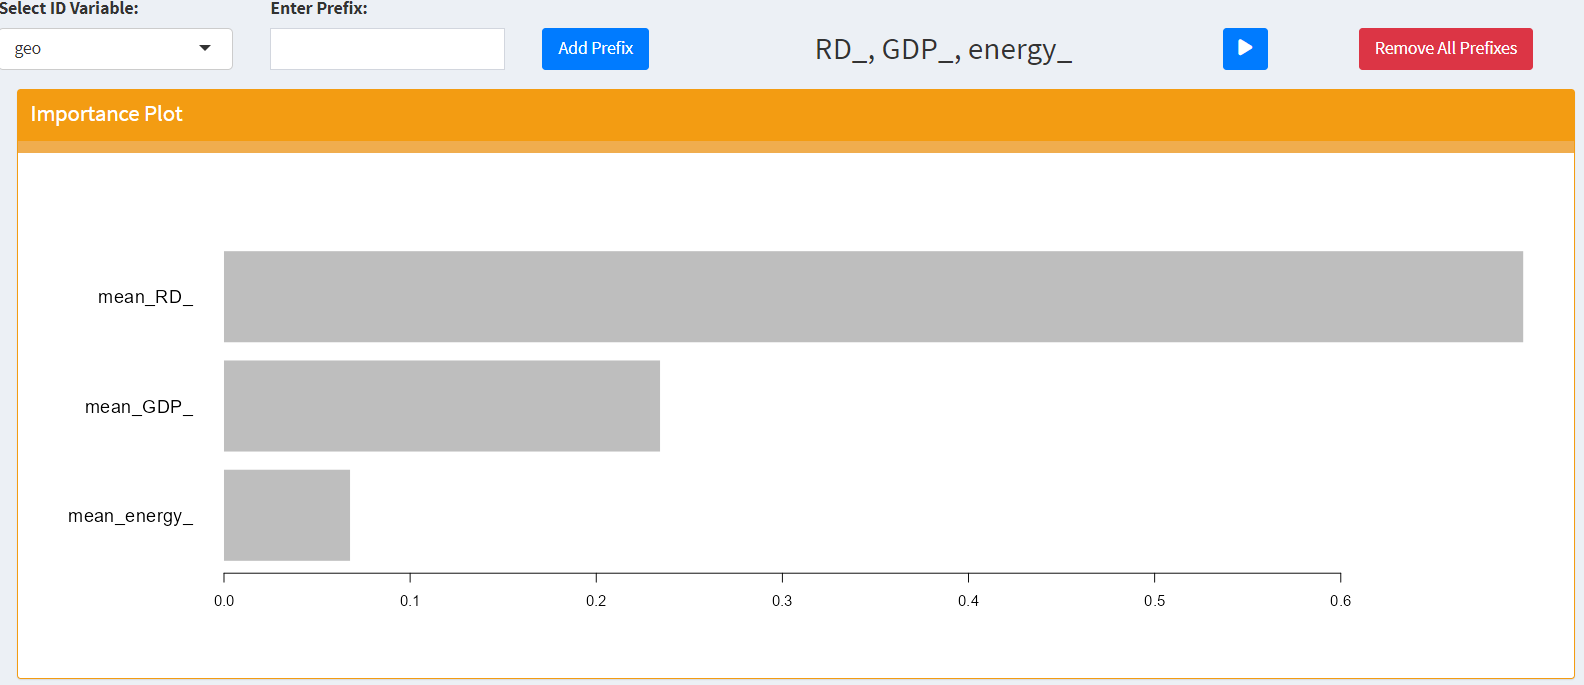 Select ID Variable:
Enter Prefix:
geo
Add Prefix
RD_, GDP_, energy_
Remove All Prefixes
Importance Plot
mean_RD_
mean_GDP_
mean_energy_
0.0 0.1 0.2 0.3 0.4 0.5 0.6